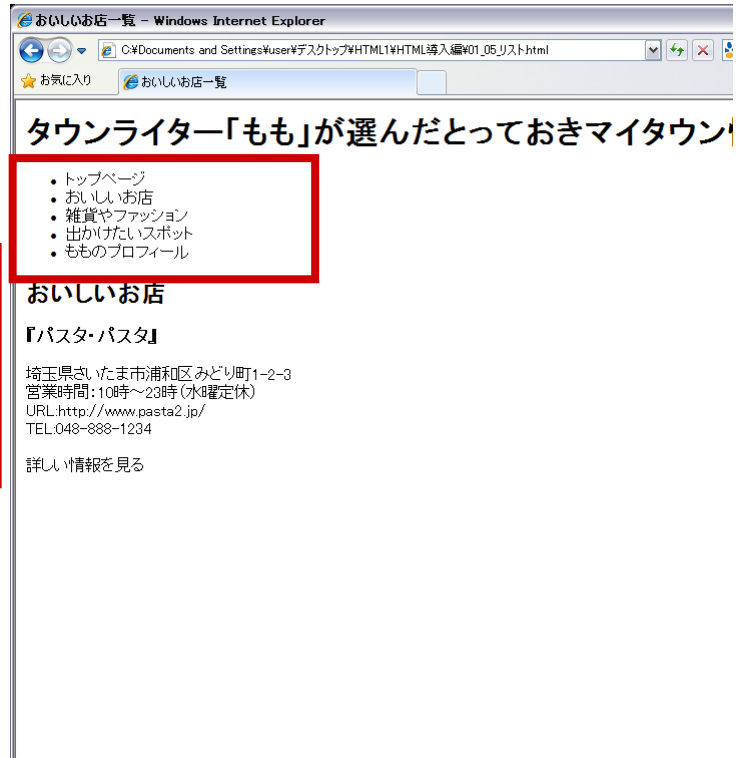 おいしいお店一覧 - Windows Internet Explorer
C:¥Documents and Settings¥user¥デスクトップ¥HTML1¥HTML導入編¥01_05_リスト.html
お気に入り
おいしいお店一覧
タウンライター「もも」が選んだとっておきマイタウン
• トップページ
• おいしいお店
• 雑貨やファッション
• 出かけたいスポット
• もものプロフィール
おいしいお店
『パスタ・パスタ』
埼玉県さいたま市浦和区みどり町1-2-3
営業時間：10時～23時（水曜定休）
URL:http://www.pasta2.jp/
TEL:048-888-1234
詳しい情報を見る